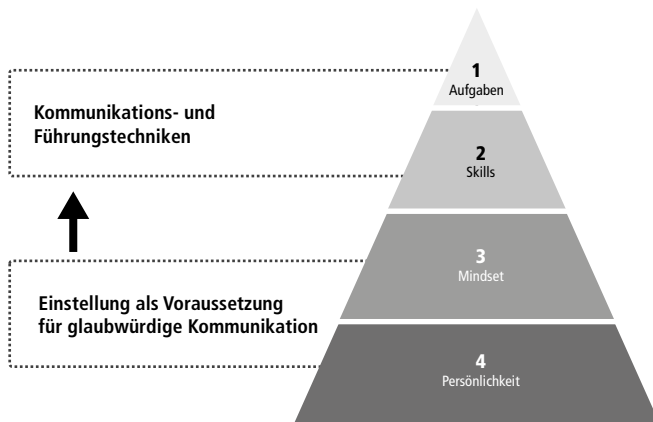 1
Aufgaben
Kommunikations- und
Führungstechniken
2
Skills
3
Mindset
Einstellung als Voraussetzung
für glaubwürdige Kommunikation
4
Persönlichkeit